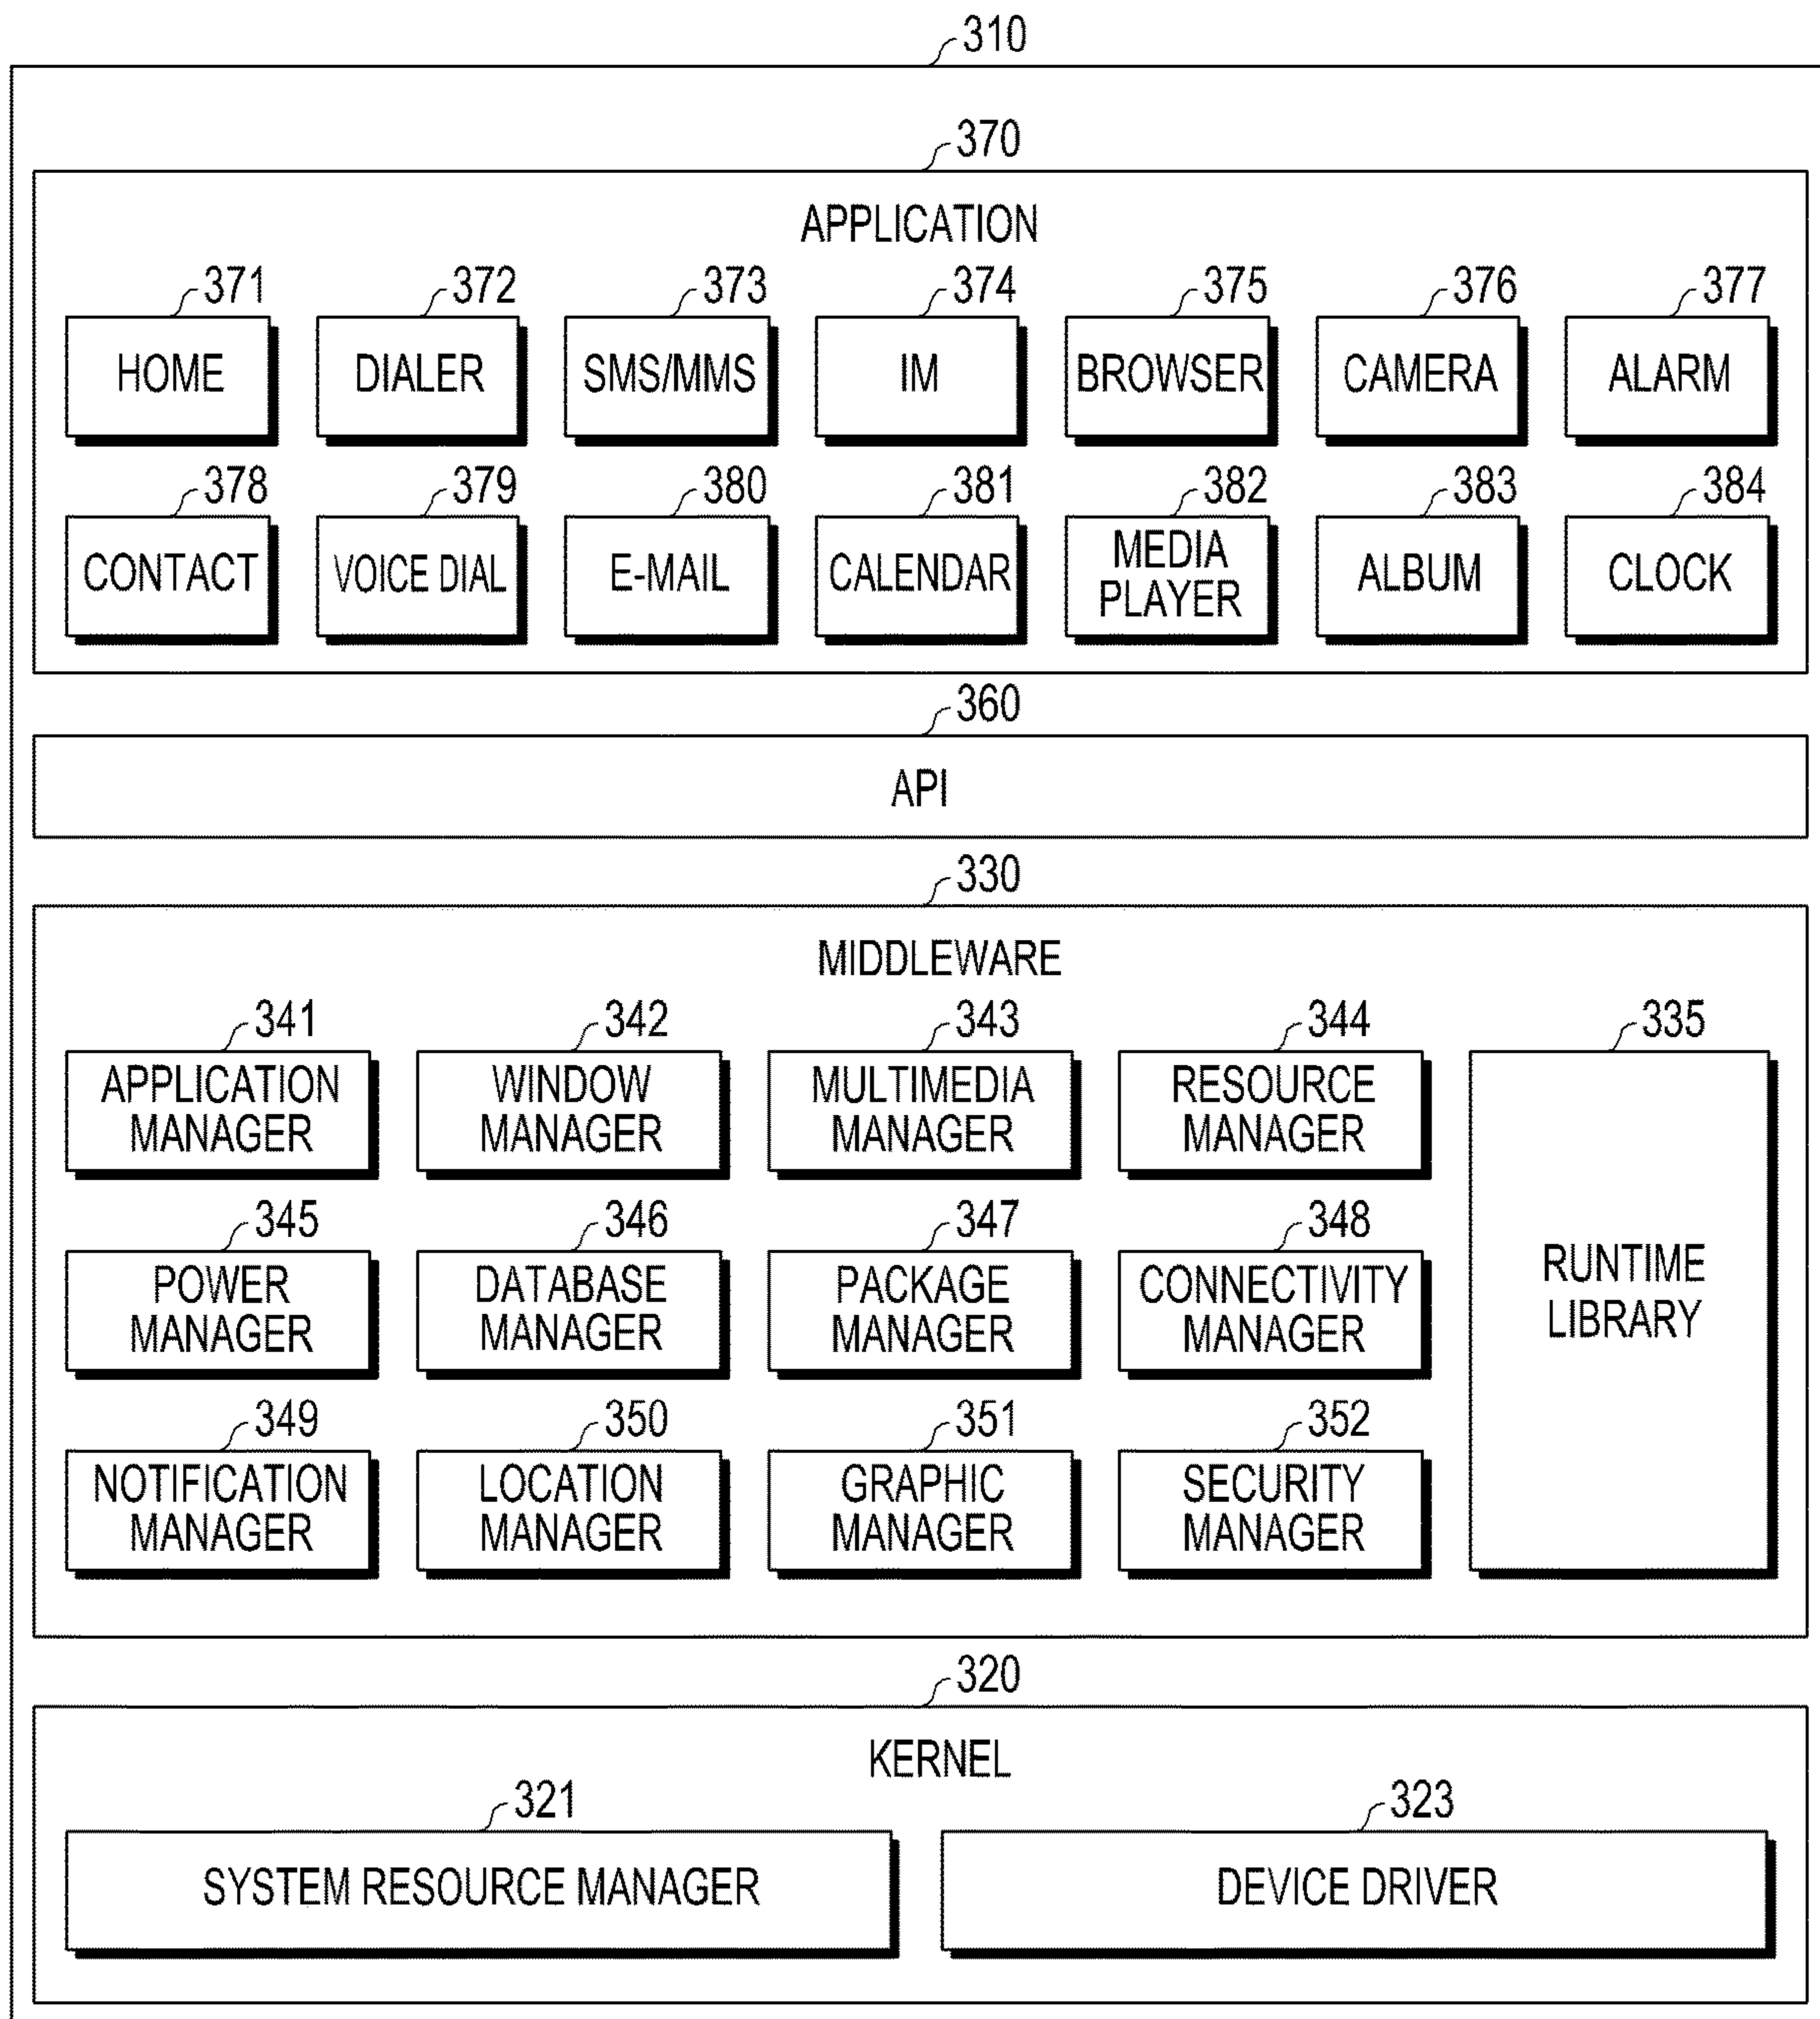 310
370
APPLICATION
371 372 373 374 375 376 377
HOME DIALER SMS/MMS IM BROWSER CAMERA ALARM
378 379 380 381 382 383 384
CONTACT VOICE DIAL E-MAIL CALENDAR MEDIA PLAYER ALBUM CLOCK
360
API
330
MIDDLEWARE
341 342 343 344 335
APPLICATION MANAGER
WINDOW MANAGER
MULTIMEDIA MANAGER
RESOURCE MANAGER
345 346 347 348
POWER MANAGER
DATABASE MANAGER
PACKAGE MANAGER
CONNECTIVITY MANAGER
RUNTIME LIBRARY
349 350 351 352
NOTIFICATION MANAGER
LOCATION MANAGER
GRAPHIC MANAGER
SECURITY MANAGER
320
KERNEL
321 323
SYSTEM RESOURCE MANAGER DEVICE DRIVER